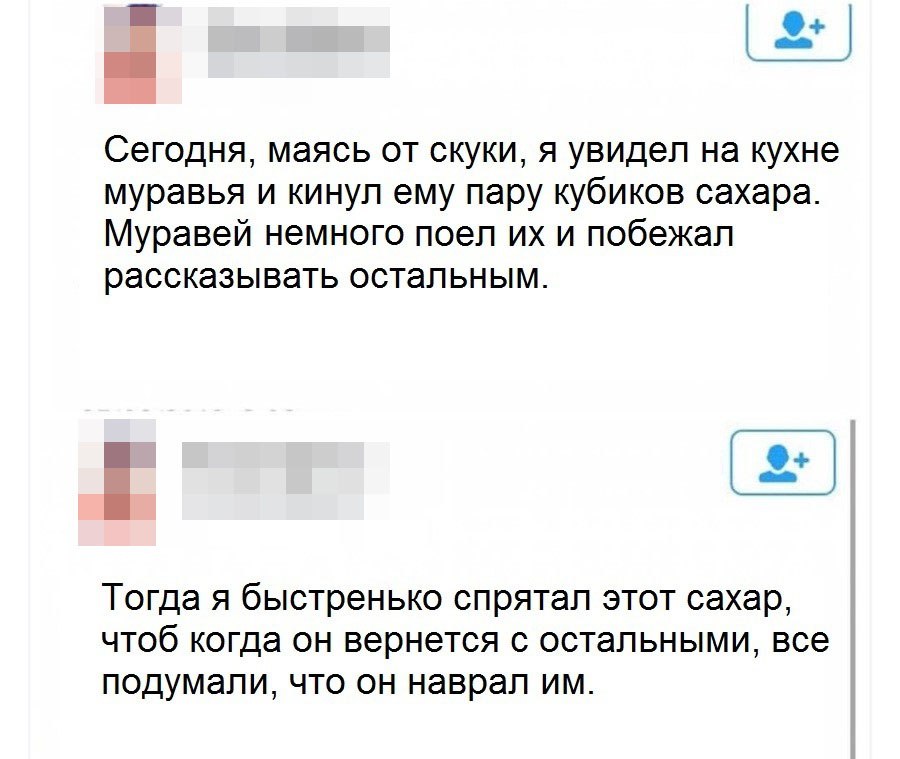 Сегодня, маясь от скуки, я увидел на кухне
муравья и кинул ему пару кубиков сахара.
Муравей немного поел их и побежал
рассказывать остальным.
Тогда я быстренько спрятал этот сахар,
чтоб когда он вернется с остальными, все
подумали, что он наврал им.